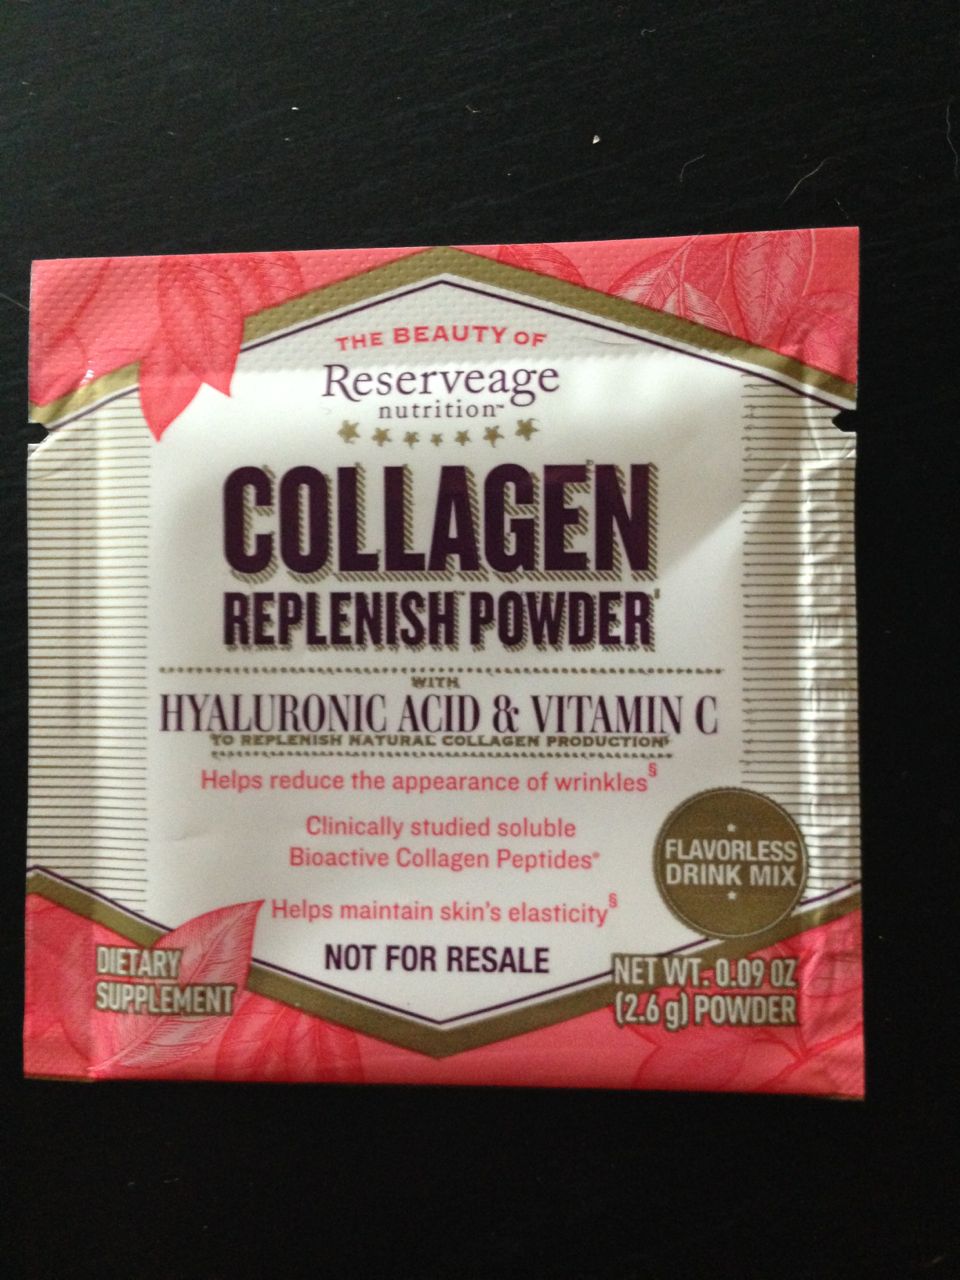 THE BEAUTY OF
Reserveage
nutrition™
COLLAGEN
REPLENISH™ POWDER
WITH
HYALURONIC ACID & VITAMIN C
TO REPLENISH NATURAL COLLAGEN PRODUCTION§
Helps reduce the appearance of wrinkles§
Clinically studied soluble
Bioactive Collagen Peptides®
Helps maintain skin's elasticity§
FLAVORLESS
DRINK MIX
NOT FOR RESALE
DIETARY
SUPPLEMENT
NET WT. 0.09 OZ
(2.6 g) POWDER